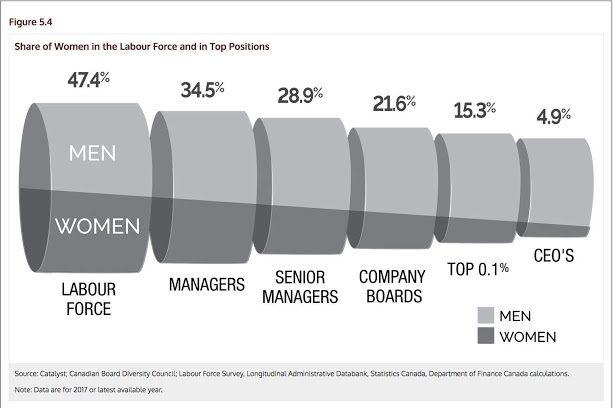 Figure 5.4
Share of Women in the Labour Force and in Top Positions
47.4%
34.5%
28.9%
21.6%
15.3%
4.9%
MEN
WOMEN
LABOUR
FORCE
MANAGERS
SENIOR
MANAGERS
COMPANY
BOARDS
TOP 0.1%
CEO'S
MEN
WOMEN
Source: Catalyst; Canadian Board Diversity Council; Labour Force Survey, Longitudinal Administrative Databank, Statistics Canada, Department of Finance Canada calculations.
Note: Data are for 2017 or latest available year.